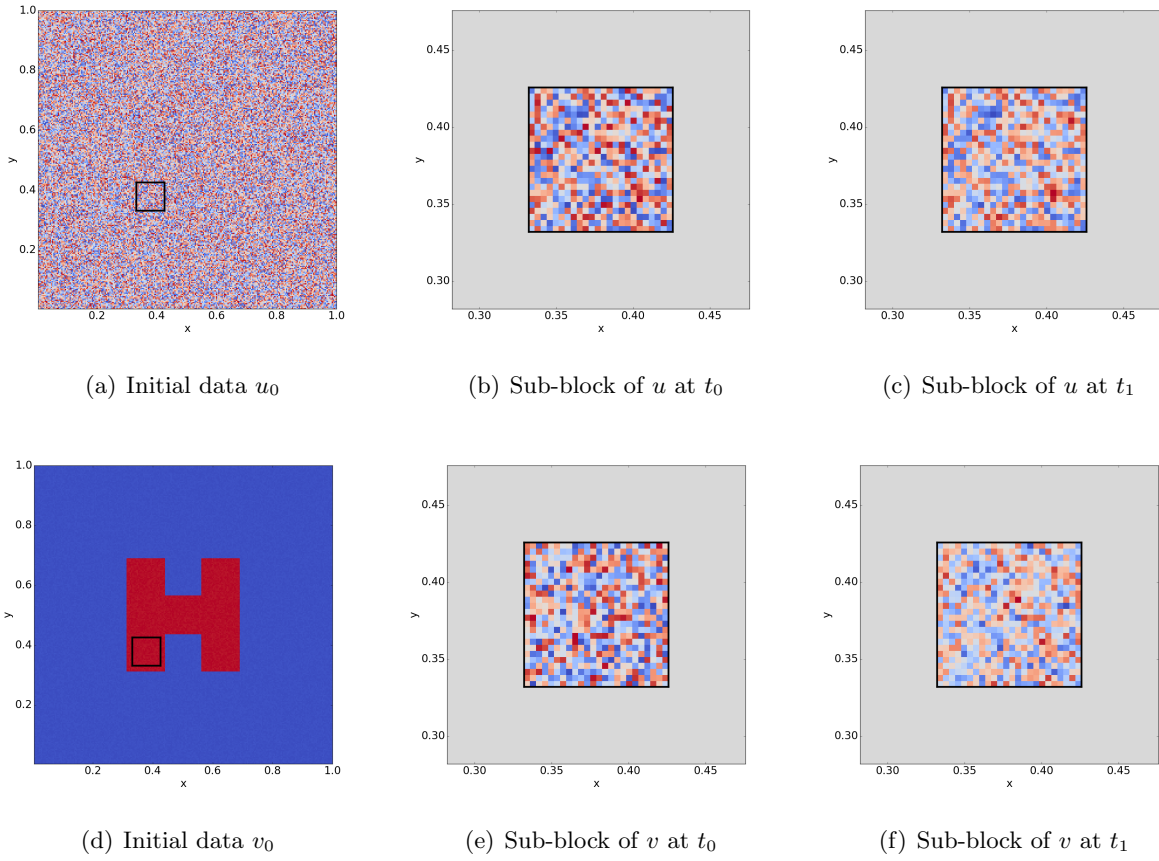 1.0
0.8
0.6
y
0.4
0.2
0.2 0.4 0.6 0.8 1.0
x
(a) Initial data u0
0.45
0.40
y
0.35
0.30
0.30 0.35 0.40 0.45
x
(b) Sub-block of u at t0
0.45
0.40
y
0.35
0.30
0.30 0.35 0.40 0.45
x
(c) Sub-block of u at t1
1.0
0.8
0.6
y
0.4
0.2
0.2 0.4 0.6 0.8 1.0
x
(d) Initial data v0
0.45
0.40
y
0.35
0.30
0.30 0.35 0.40 0.45
x
(e) Sub-block of v at t0
0.45
0.40
y
0.35
0.30
0.30 0.35 0.40 0.45
x
(f) Sub-block of v at t1